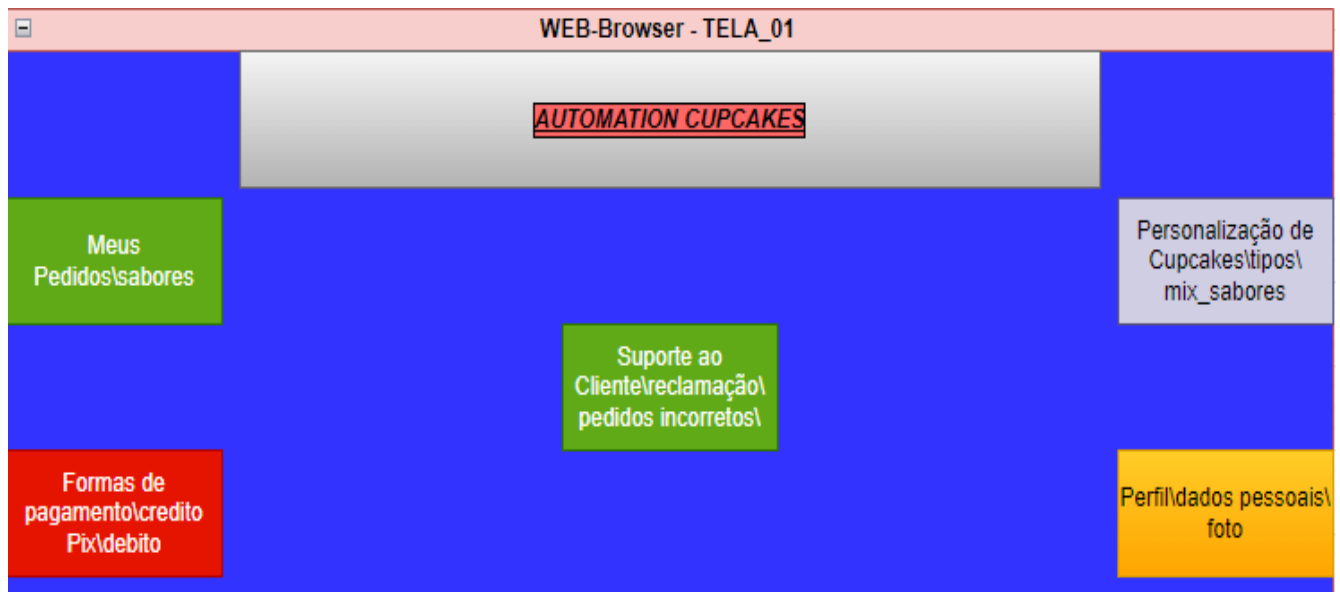 WEB-Browser - TELA_01
AUTOMATION CUPCAKES
Meus
Pedidos\sabores
Personalização de
Cupcakes\tipos\
mix_sabores
Suporte ao
Cliente\reclamação\
pedidos incorretos\
Formas de
pagamento\credito
Pix\debito
Perfil\dados pessoais\
foto